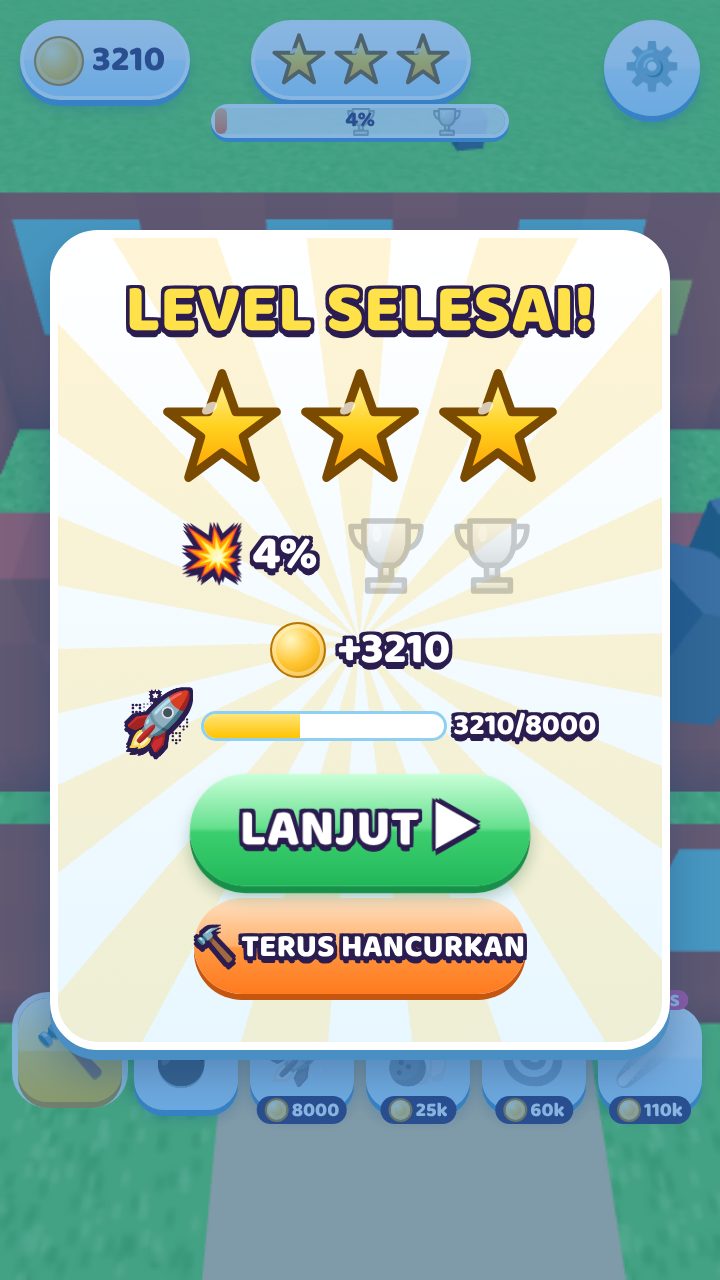 3210
4%
LEVEL SELESAI!
4%
+3210
3210/8000
LANJUT
TERUS HANCURKAN
8000
25k
60k
110k